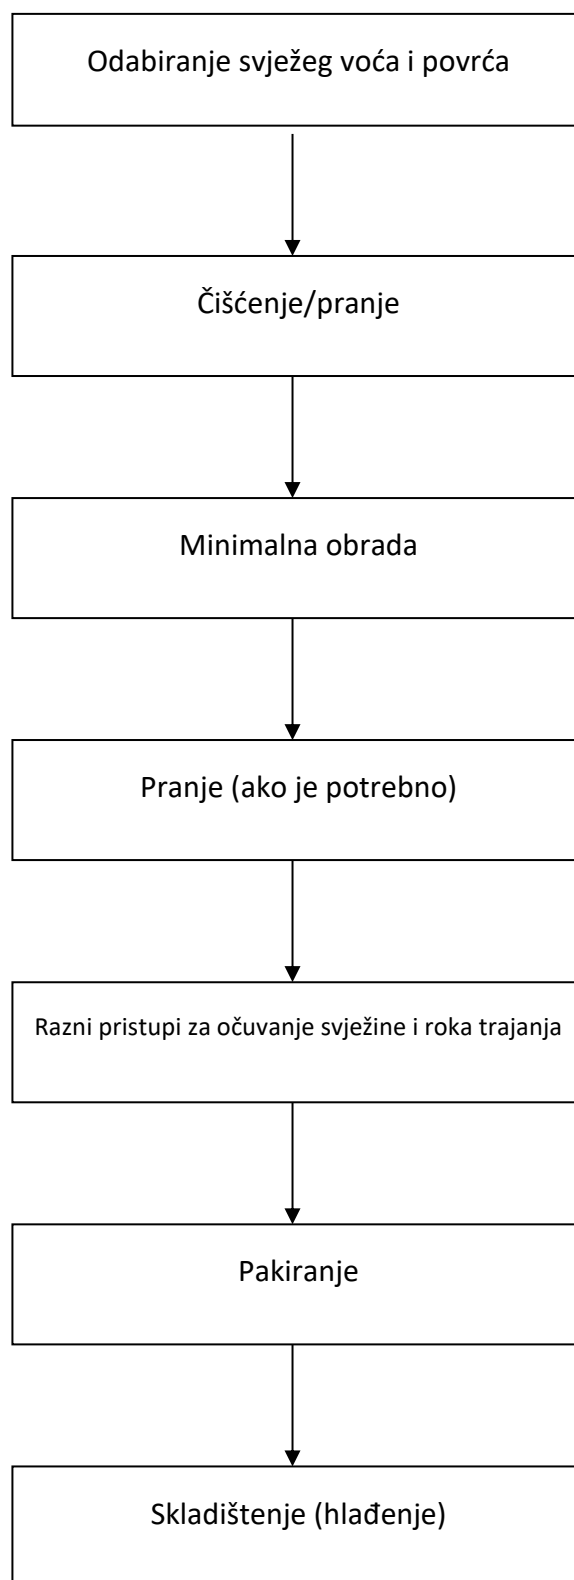 Odabiranje svježeg voća i povrća
Čišćenje/pranje
Minimalna obrada
Pranje (ako je potrebno)
Razni pristupi za očuvanje svježine i roka trajanja
Pakiranje
Skladištenje (hlađenje)